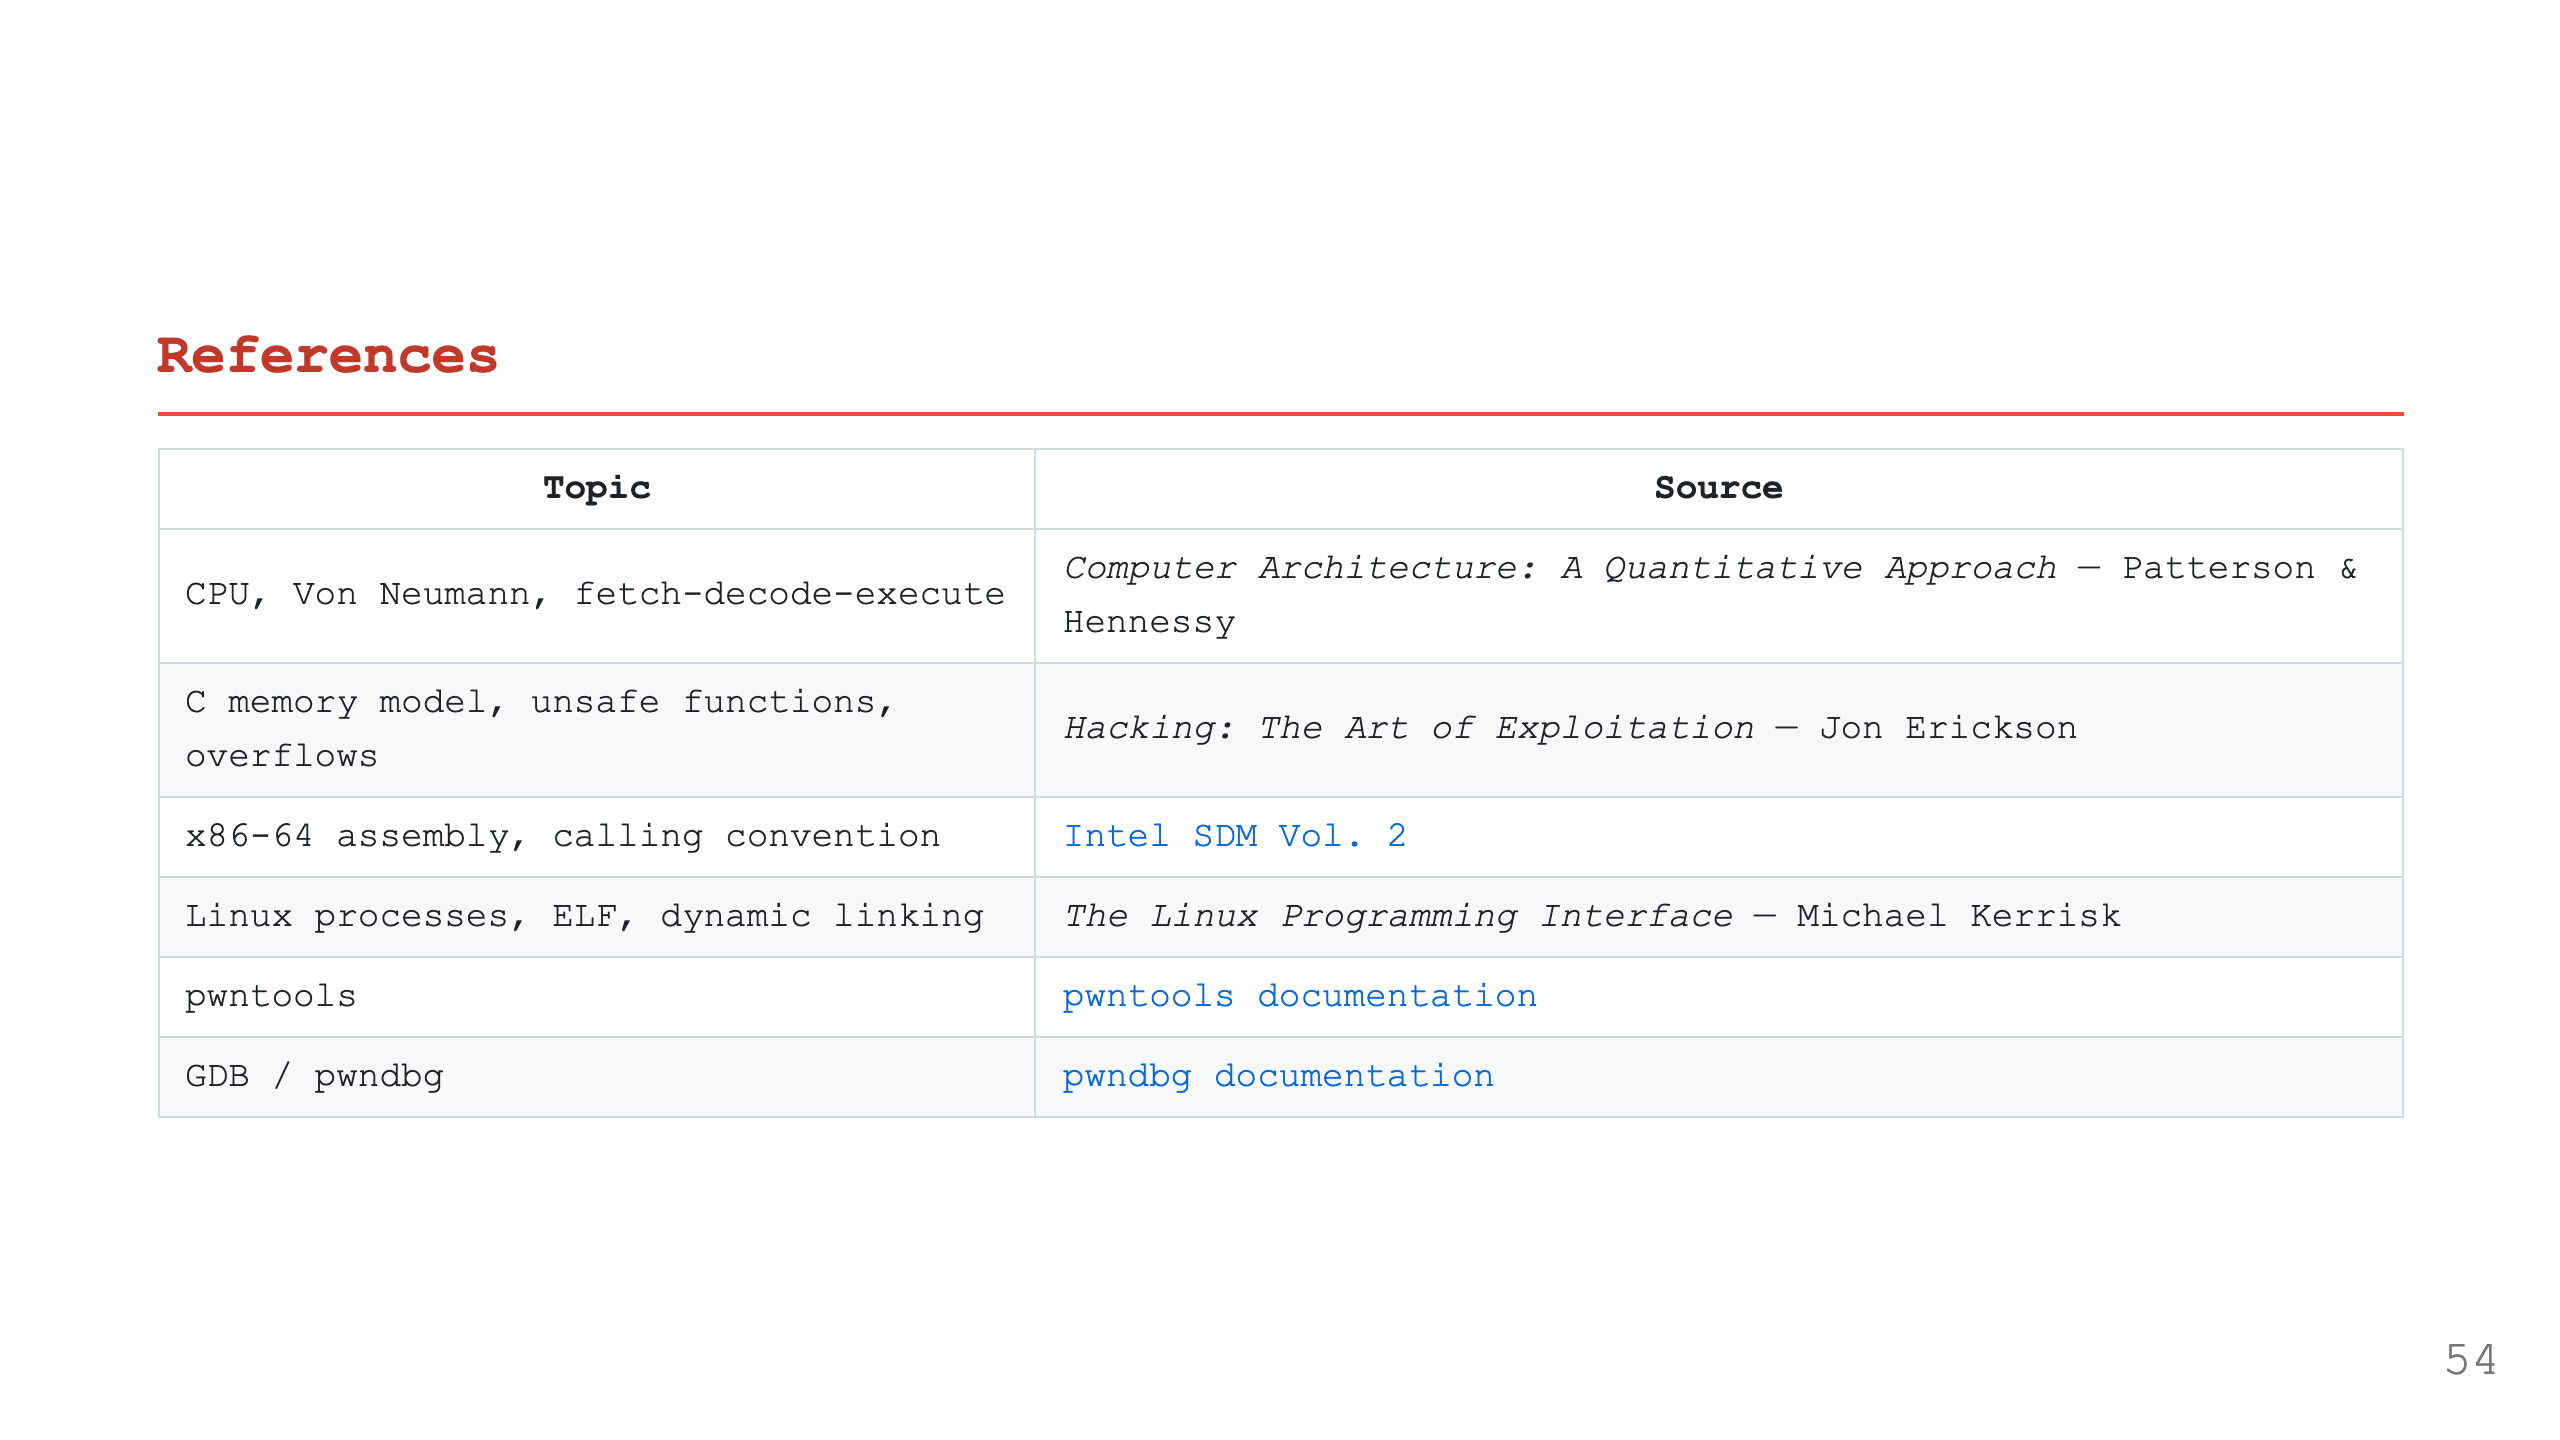 References
Topic
Source
CPU, Von Neumann, fetch-decode-execute
Computer Architecture: A Quantitative Approach — Patterson &
Hennessy
C memory model, unsafe functions,
overflows
Hacking: The Art of Exploitation — Jon Erickson
x86-64 assembly, calling convention
Intel SDM Vol. 2
Linux processes, ELF, dynamic linking
The Linux Programming Interface — Michael Kerrisk
pwntools
pwntools documentation
GDB / pwndbg
pwndbg documentation
54